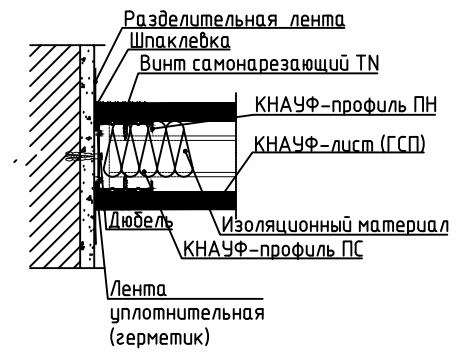 Разделительная лента
Шпаклевка
Винт самонарезающий TN
КНАУФ-профиль ПН
КНАУФ-лист (ГСП)
Дюбель
Изоляционный материал
КНАУФ-профиль ПС
Лента
уплотнительная
(герметик)